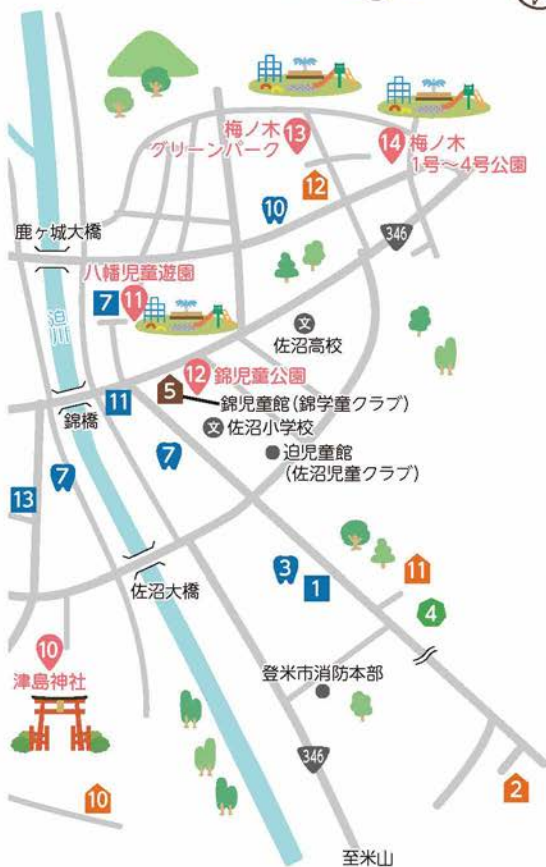 梅ノ木
グリーンパーク
13
14
梅ノ木
1号～4号公園
12
10
346
鹿ヶ城大橋
八幡児童遊園
7
11
迫川
文
佐沼高校
12
錦児童公園
5
錦児童館(錦学童クラブ)
11
錦橋
文
佐沼小学校
7
迫児童館
(佐沼児童クラブ)
7
13
佐沼大橋
3
1
11
4
10
津島神社
登米市消防本部
346
10
2
至米山